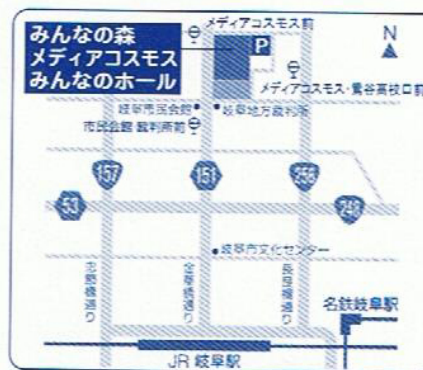 みんなの森
メディアコスモス
みんなのホール
メディアコスモス前
P
N
メディアコスモス・鶯谷高校口前
岐阜市民会館
岐阜地方裁判所
市民会館 裁判所前
157
151
256
53
248
岐阜市文化センター
忠節橋通り
金華橋通り
長良橋通り
名鉄岐阜駅
JR 岐阜駅